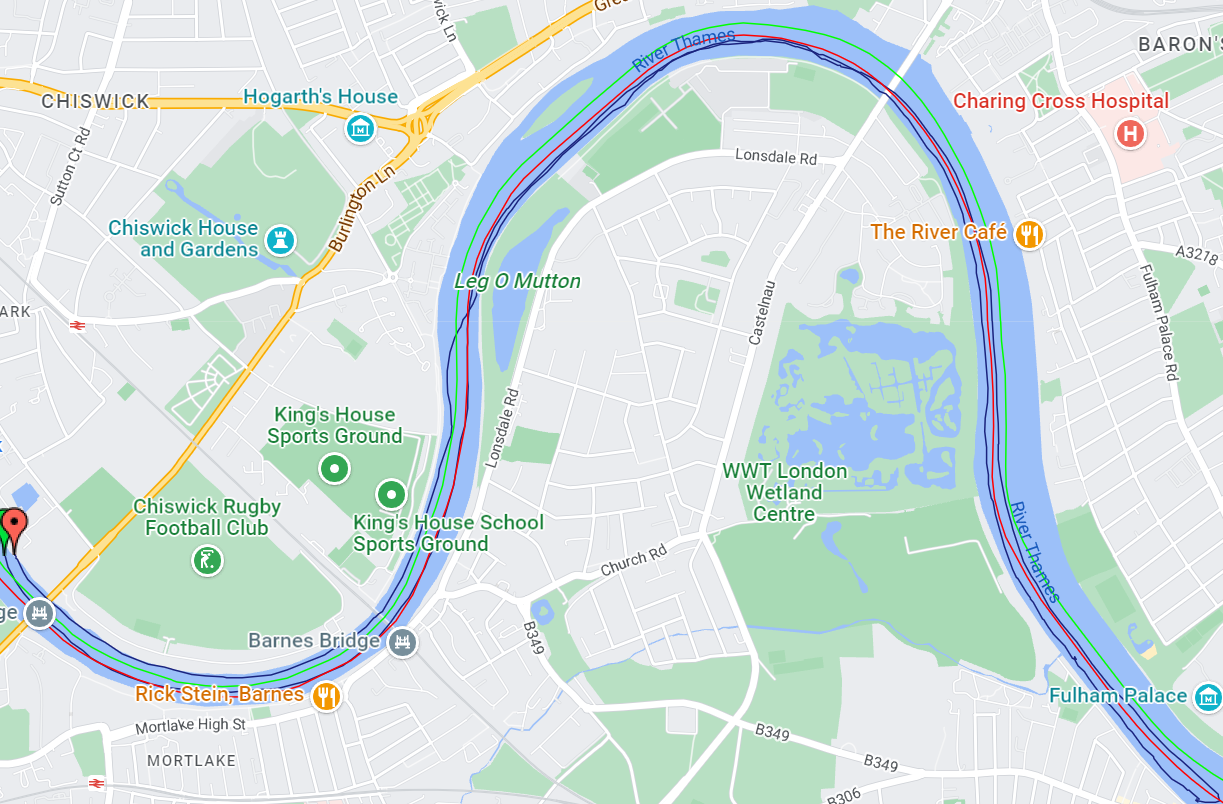 Gre
wick Ln
River Thames
BARON'S
CHISWICK
Hogarth's House
Charing Cross Hospital
H
Sutton Ct Rd
Lonsdale Rd
Burlington Ln
Chiswick House
and Gardens
The River Café
A3278
Leg O Mutton
Castelnau
Fulham Palace Rd
ARK
King's House
Sports Ground
Lonsdale Rd
WWT London
Wetland
Centre
Chiswick Rugby
Football Club
King's House School
Sports Ground
River Thames
Church Rd
ge
Barnes Bridge
B349
Rick Stein, Barnes
Fulham Palace
Mortlake High St
B349
MORTLAKE
B349
B306